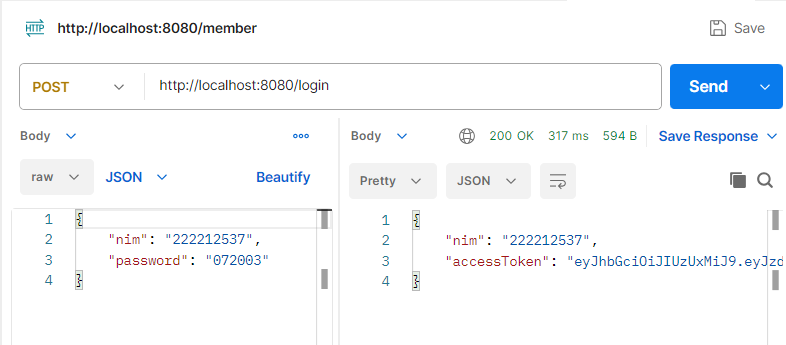 HTTP http://localhost:8080/member Save
POST http://localhost:8080/login Send
Body ooo Body 200 OK 317 ms 594 B Save Response
raw JSON Beautify Pretty JSON
1 {
2 "nim": "222212537",
3 "password": "072003"
4 }
1 {
2 "nim": "222212537",
3 "accessToken": "eyJhbGciOiJIUzUxMiJ9.eyJzd
4 }